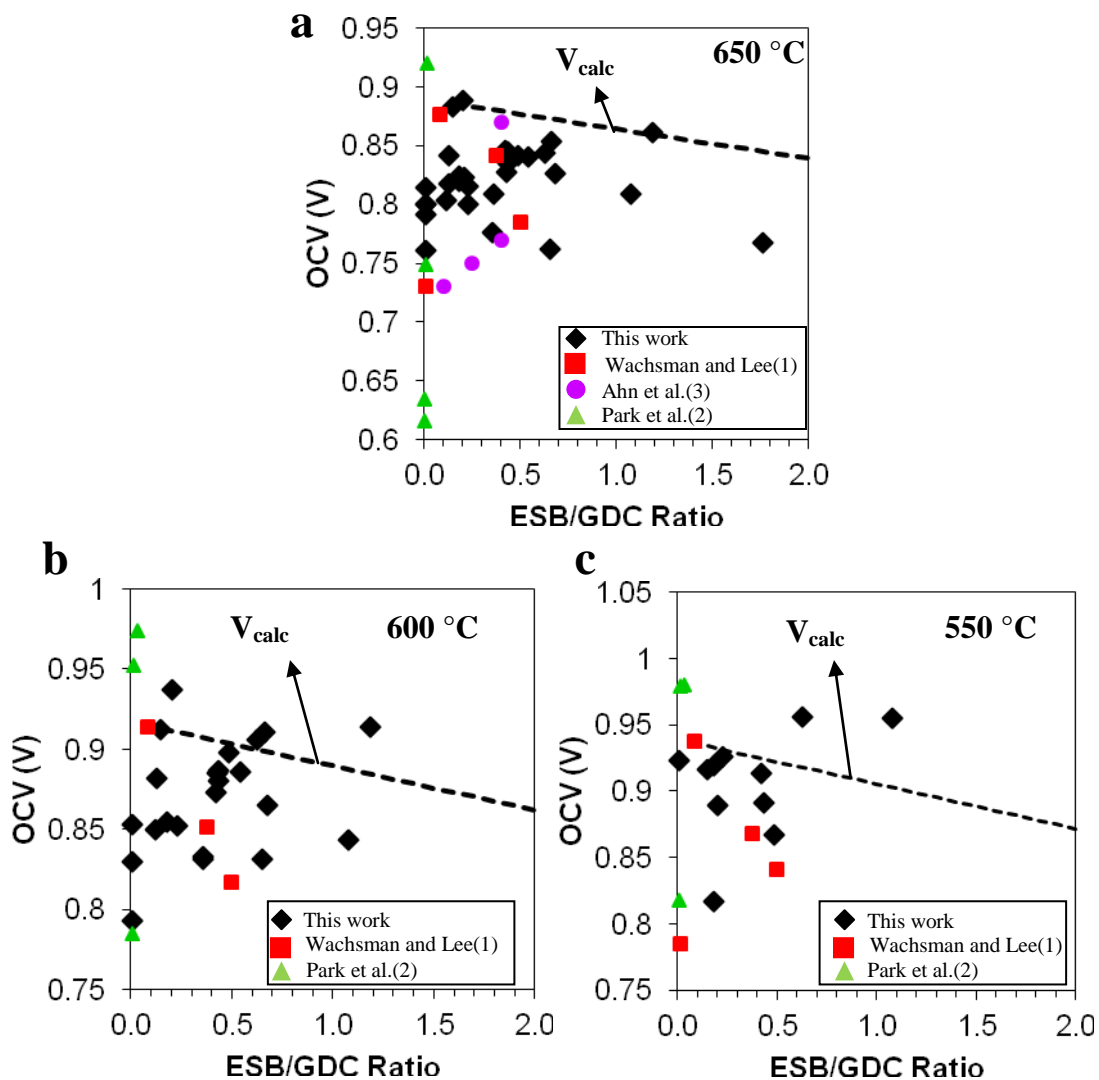 a
650 °C
V calc
OCV (V)
0.95
0.9
0.85
0.8
0.75
0.7
0.65
0.6
This work
Wachsman and Lee(1)
Ahn et al.(3)
Park et al.(2)
0.0 0.5 1.0 1.5 2.0
ESB/GDC Ratio
b
600 °C
V calc
OCV (V)
1
0.95
0.9
0.85
0.8
0.75
This work
Wachsman and Lee(1)
Park et al.(2)
0.0 0.5 1.0 1.5 2.0
ESB/GDC Ratio
c
550 °C
V calc
OCV (V)
1.05
1
0.95
0.9
0.85
0.8
0.75
This work
Wachsman and Lee(1)
Park et al.(2)
0.0 0.5 1.0 1.5 2.0
ESB/GDC Ratio